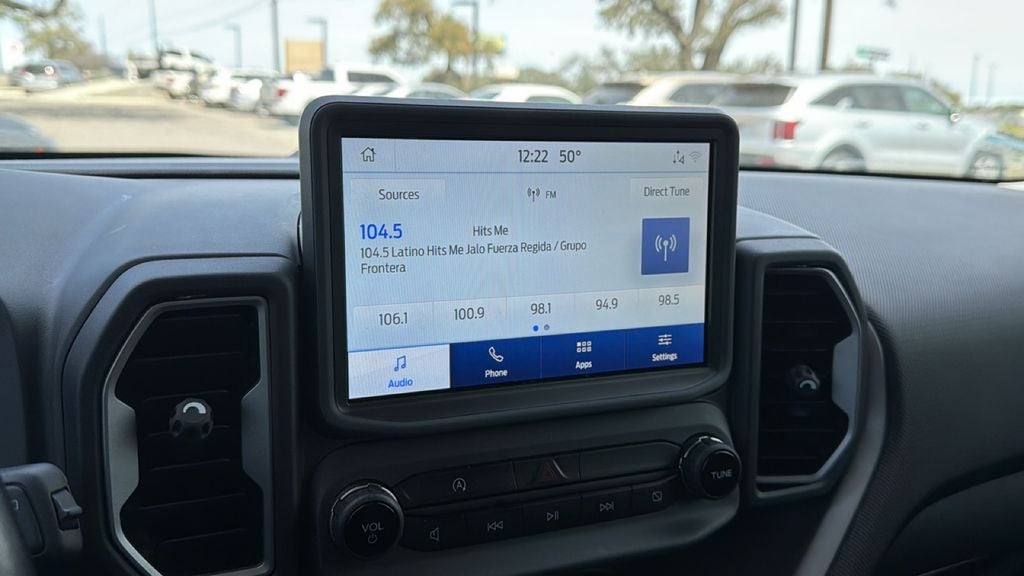 12:22 50°
Sources
FM
Direct Tune
104.5
Hits Me
104.5 Latino Hits Me Jalo Fuerza Regida / Grupo
Frontera
106.1 100.9 98.1 94.9 98.5
Audio Phone Apps Settings
VOL
TUNE